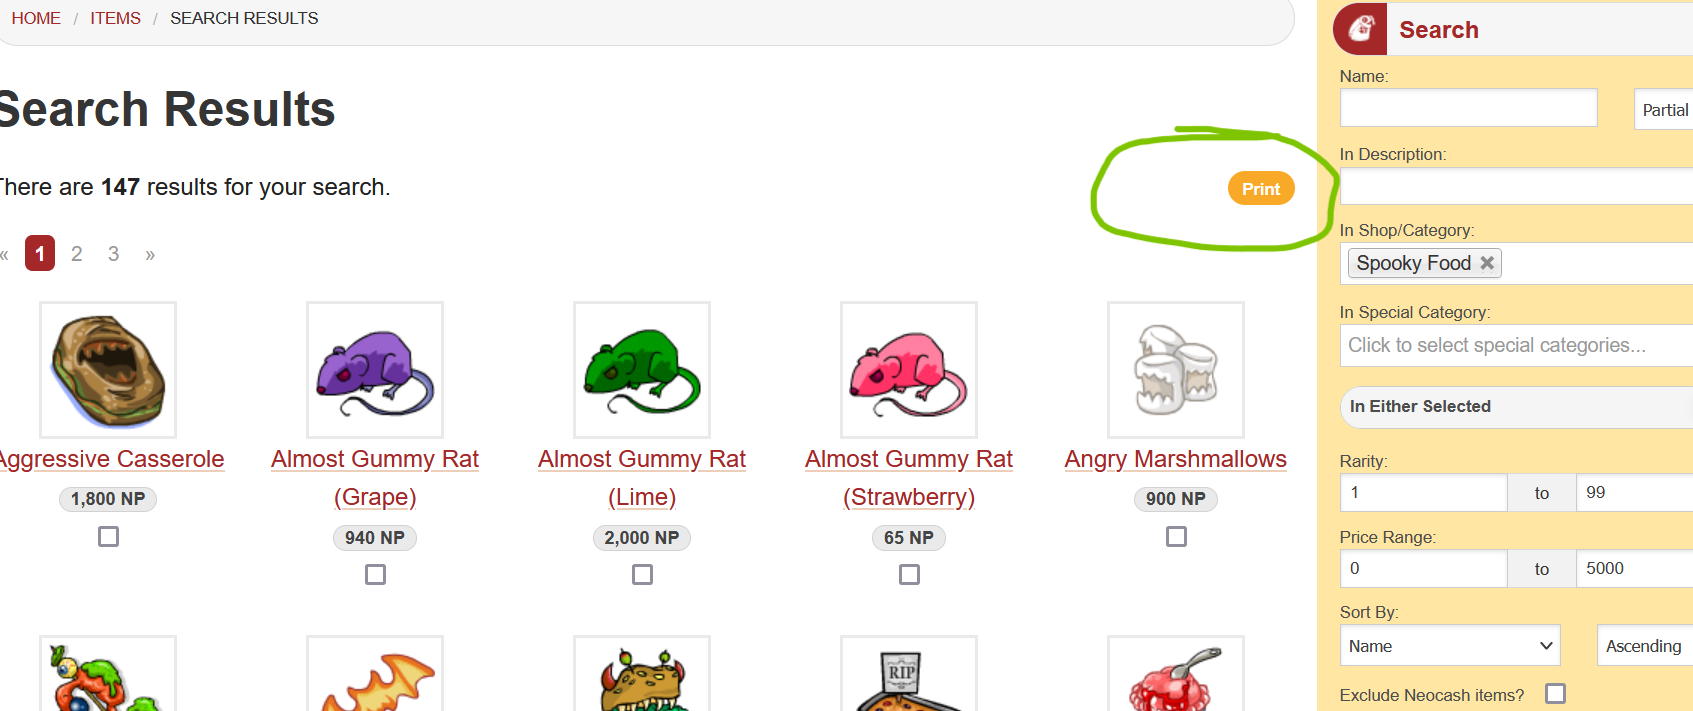 HOME / ITEMS / SEARCH RESULTS
Search Results
There are 147 results for your search.
Print
« 1 2 3 »
Aggressive Casserole
1,800 NP
Almost Gummy Rat
(Grape)
940 NP
Almost Gummy Rat
(Lime)
2,000 NP
Almost Gummy Rat
(Strawberry)
65 NP
Angry Marshmallows
900 NP
RIP
Search
Name:
Partial
In Description:
In Shop/Category:
Spooky Food
In Special Category:
Click to select special categories...
In Either Selected
Rarity:
1 to 99
Price Range:
0 to 5000
Sort By:
Name Ascending
Exclude Neocash items?